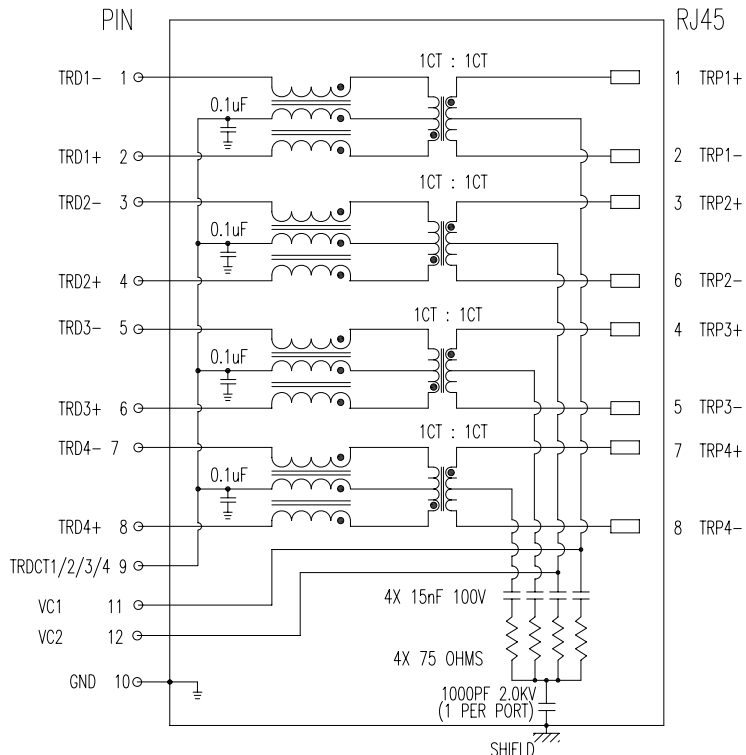 PIN RJ45
1CT : 1CT
TRD1- 1 1 TRP1+
0.1uF
TRD1+ 2 2 TRP1-
1CT : 1CT
TRD2- 3 3 TRP2+
0.1uF
TRD2+ 4 6 TRP2-
1CT : 1CT
TRD3- 5 4 TRP3+
0.1uF
TRD3+ 6 5 TRP3-
1CT : 1CT
TRD4- 7 7 TRP4+
0.1uF
TRD4+ 8 8 TRP4-
TRDCT1/2/3/4 9
VC1 11
4X 15nF 100V
VC2 12
4X 75 OHMS
GND 10
1000PF 2.0KV
(1 PER PORT)
SHIELD